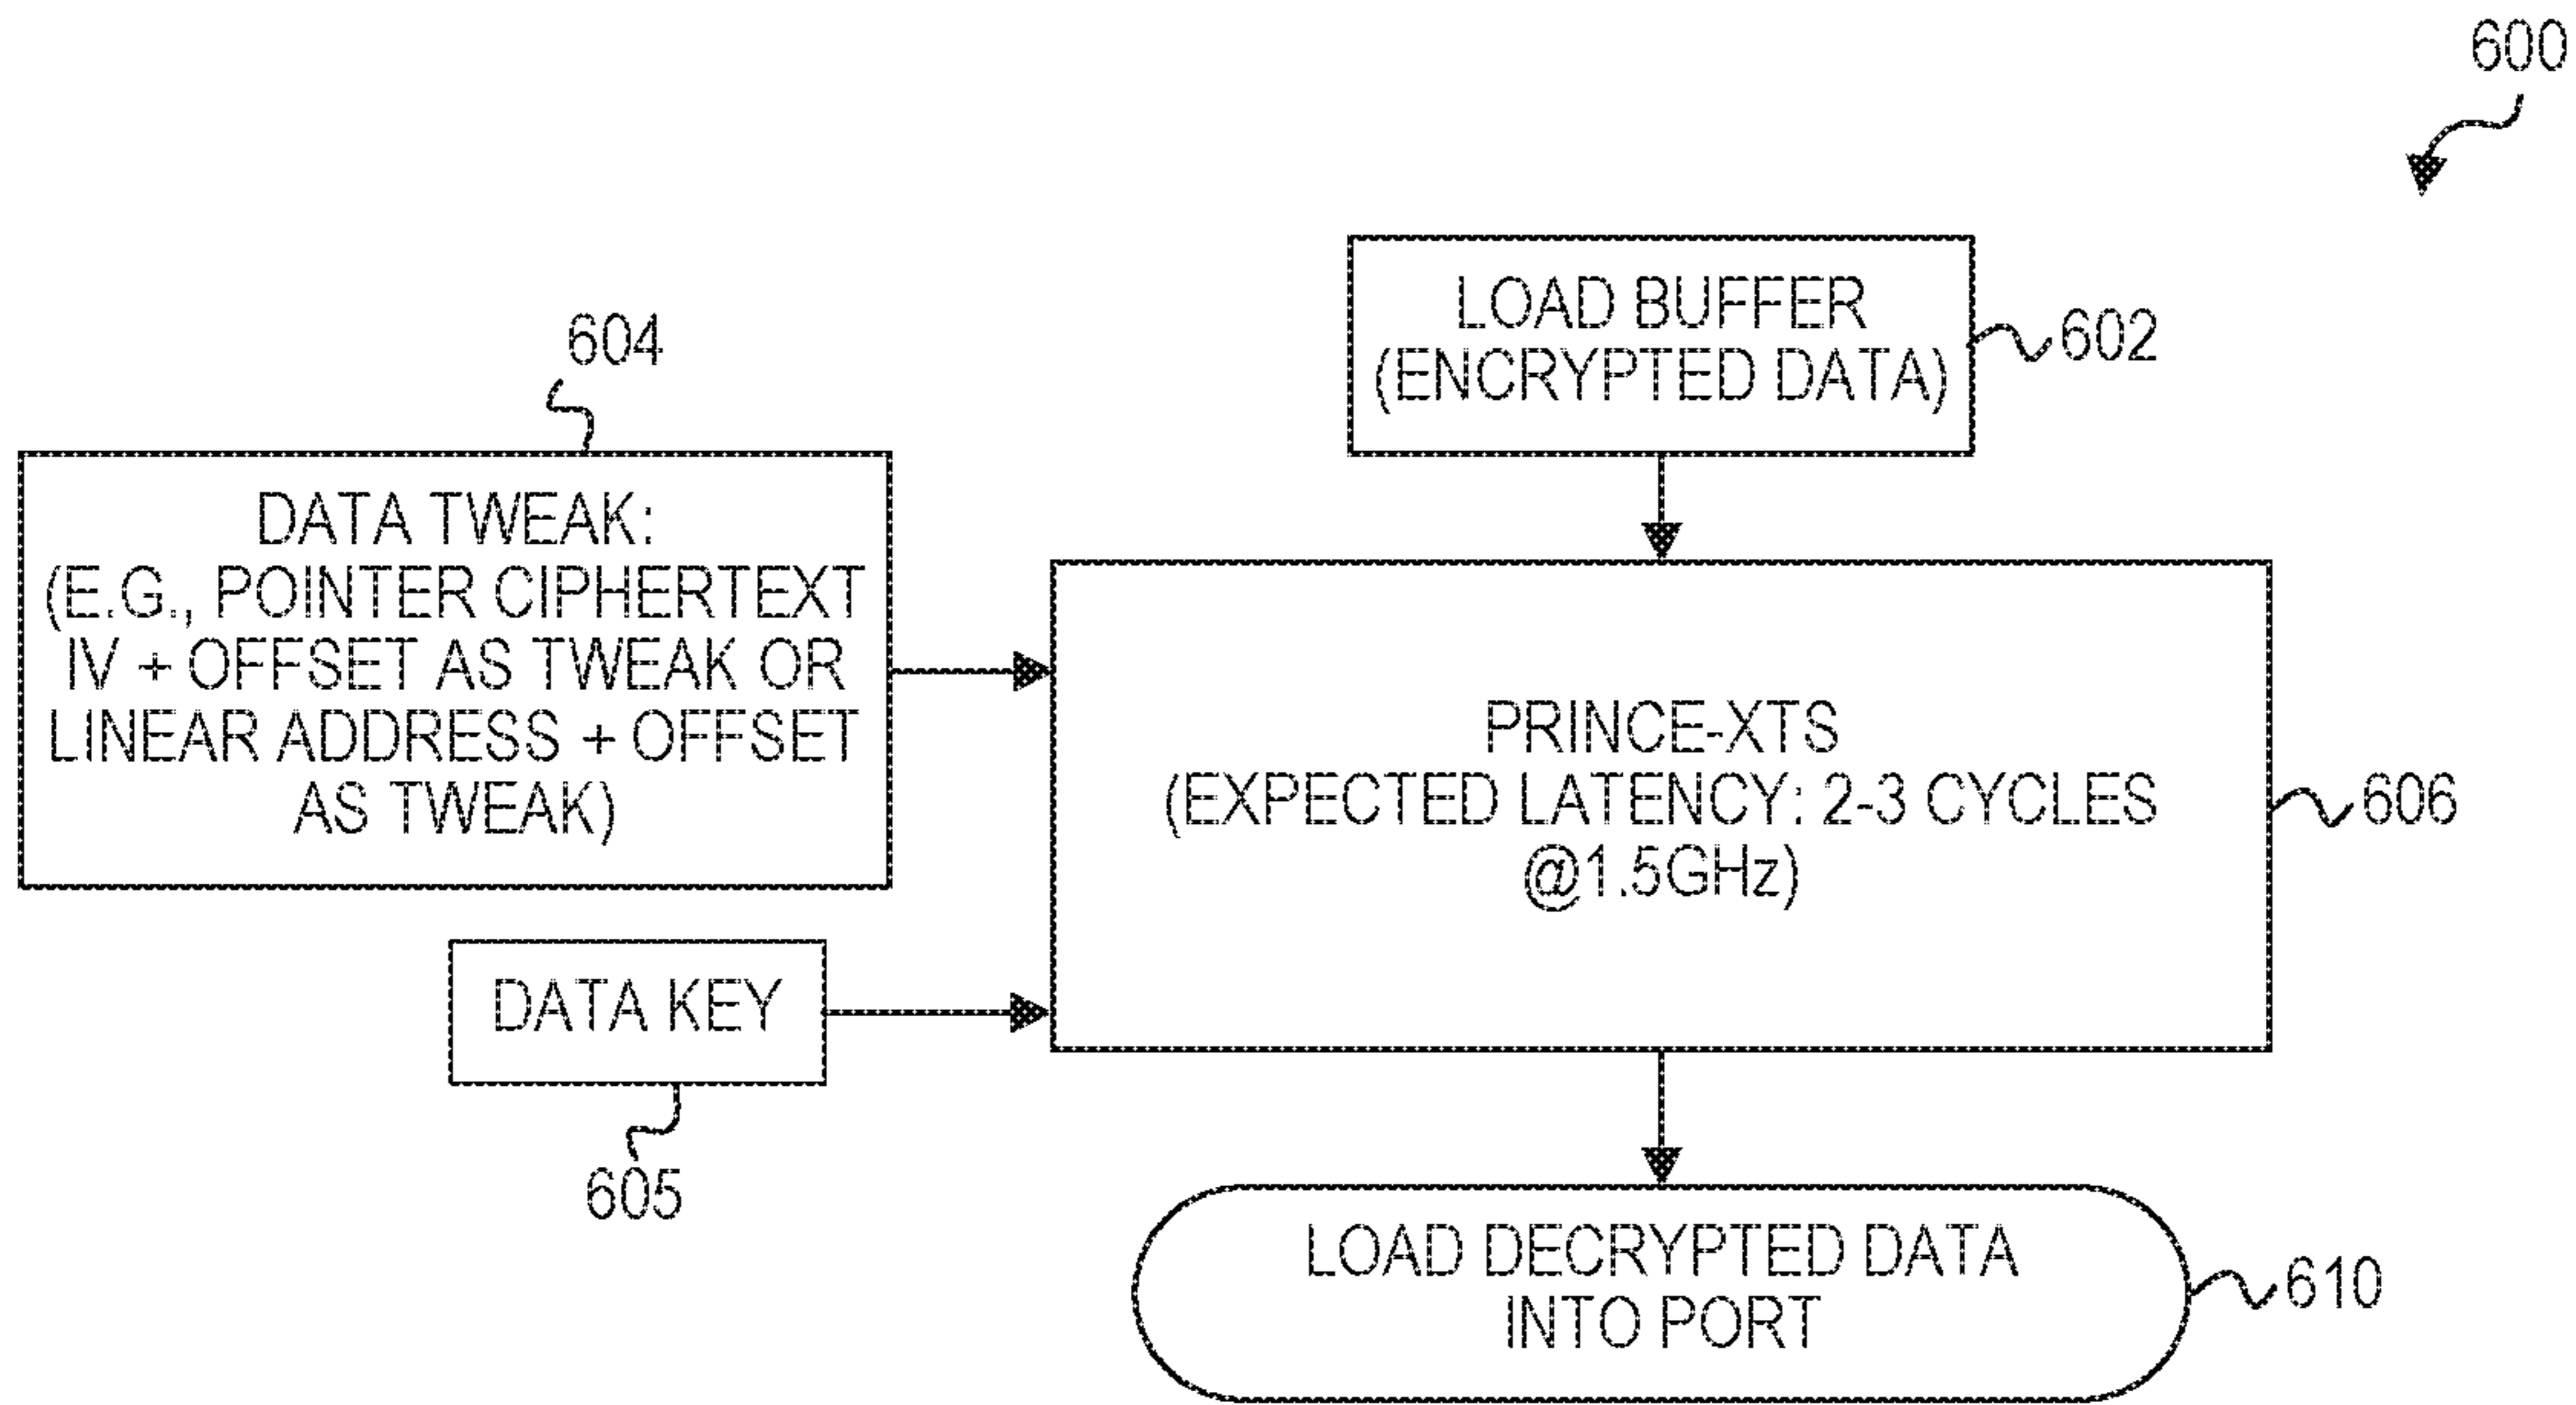 600
LOAD BUFFER
(ENCRYPTED DATA)
602
604
DATA TWEAK:
(E.G., POINTER CIPHERTEXT
IV + OFFSET AS TWEAK OR
LINEAR ADDRESS + OFFSET
AS TWEAK)
PRINCE-XTS
(EXPECTED LATENCY: 2-3 CYCLES
@1.5GHz)
606
DATA KEY
605
LOAD DECRYPTED DATA
INTO PORT
610